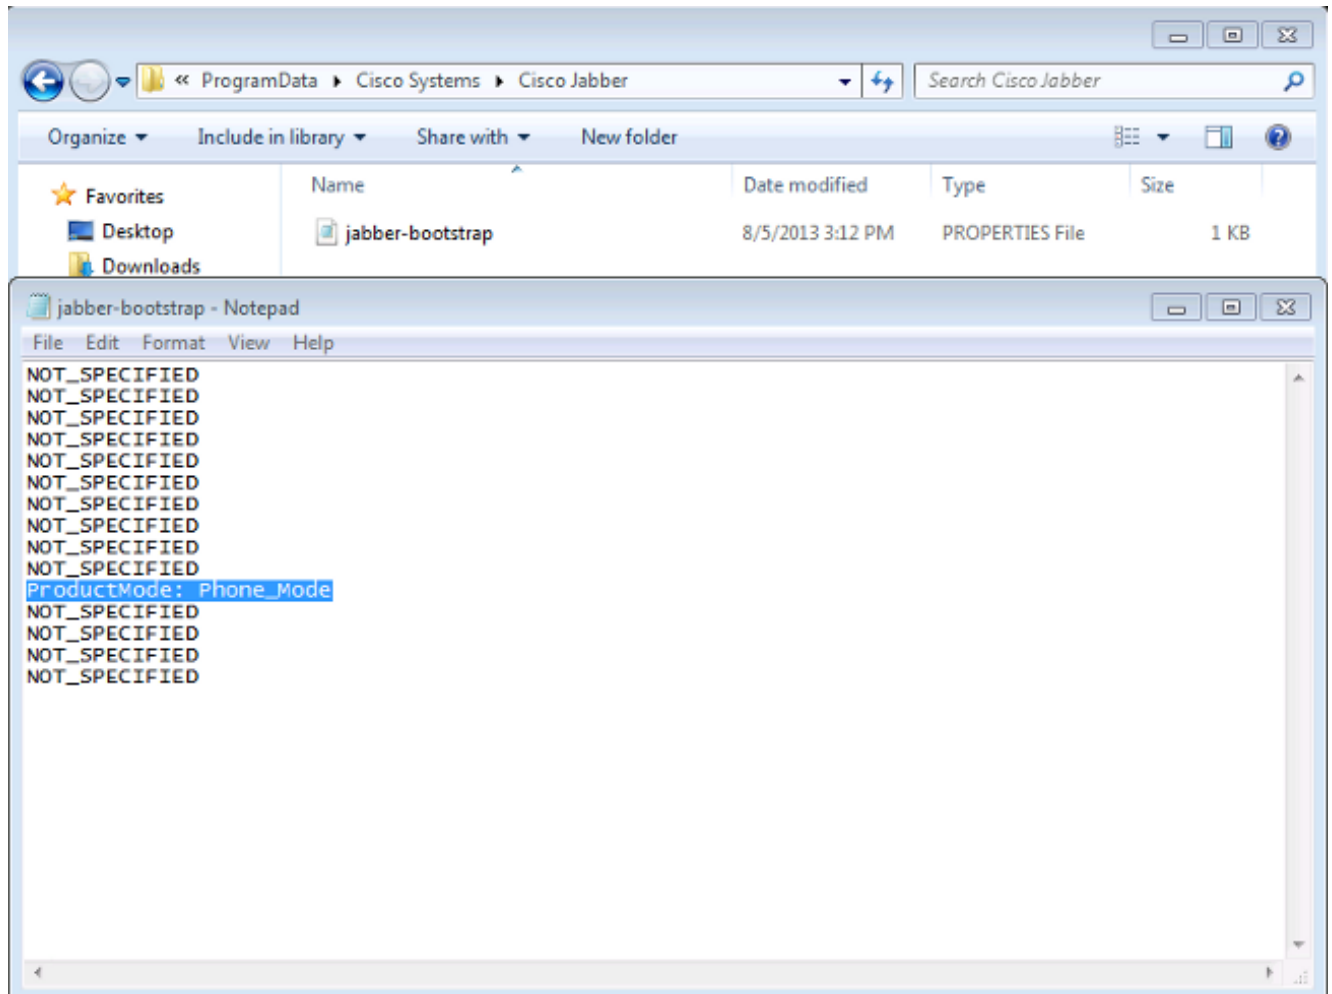 « ProgramData ▸ Cisco Systems ▸ Cisco Jabber
Search Cisco Jabber
Organize Include in library Share with New folder
Name Date modified Type Size
Favorites
Desktop
Downloads
jabber-bootstrap 8/5/2013 3:12 PM PROPERTIES File 1 KB
jabber-bootstrap - Notepad
File Edit Format View Help
NOT_SPECIFIED
NOT_SPECIFIED
NOT_SPECIFIED
NOT_SPECIFIED
NOT_SPECIFIED
NOT_SPECIFIED
NOT_SPECIFIED
NOT_SPECIFIED
NOT_SPECIFIED
NOT_SPECIFIED
ProductMode: Phone_Mode
NOT_SPECIFIED
NOT_SPECIFIED
NOT_SPECIFIED
NOT_SPECIFIED